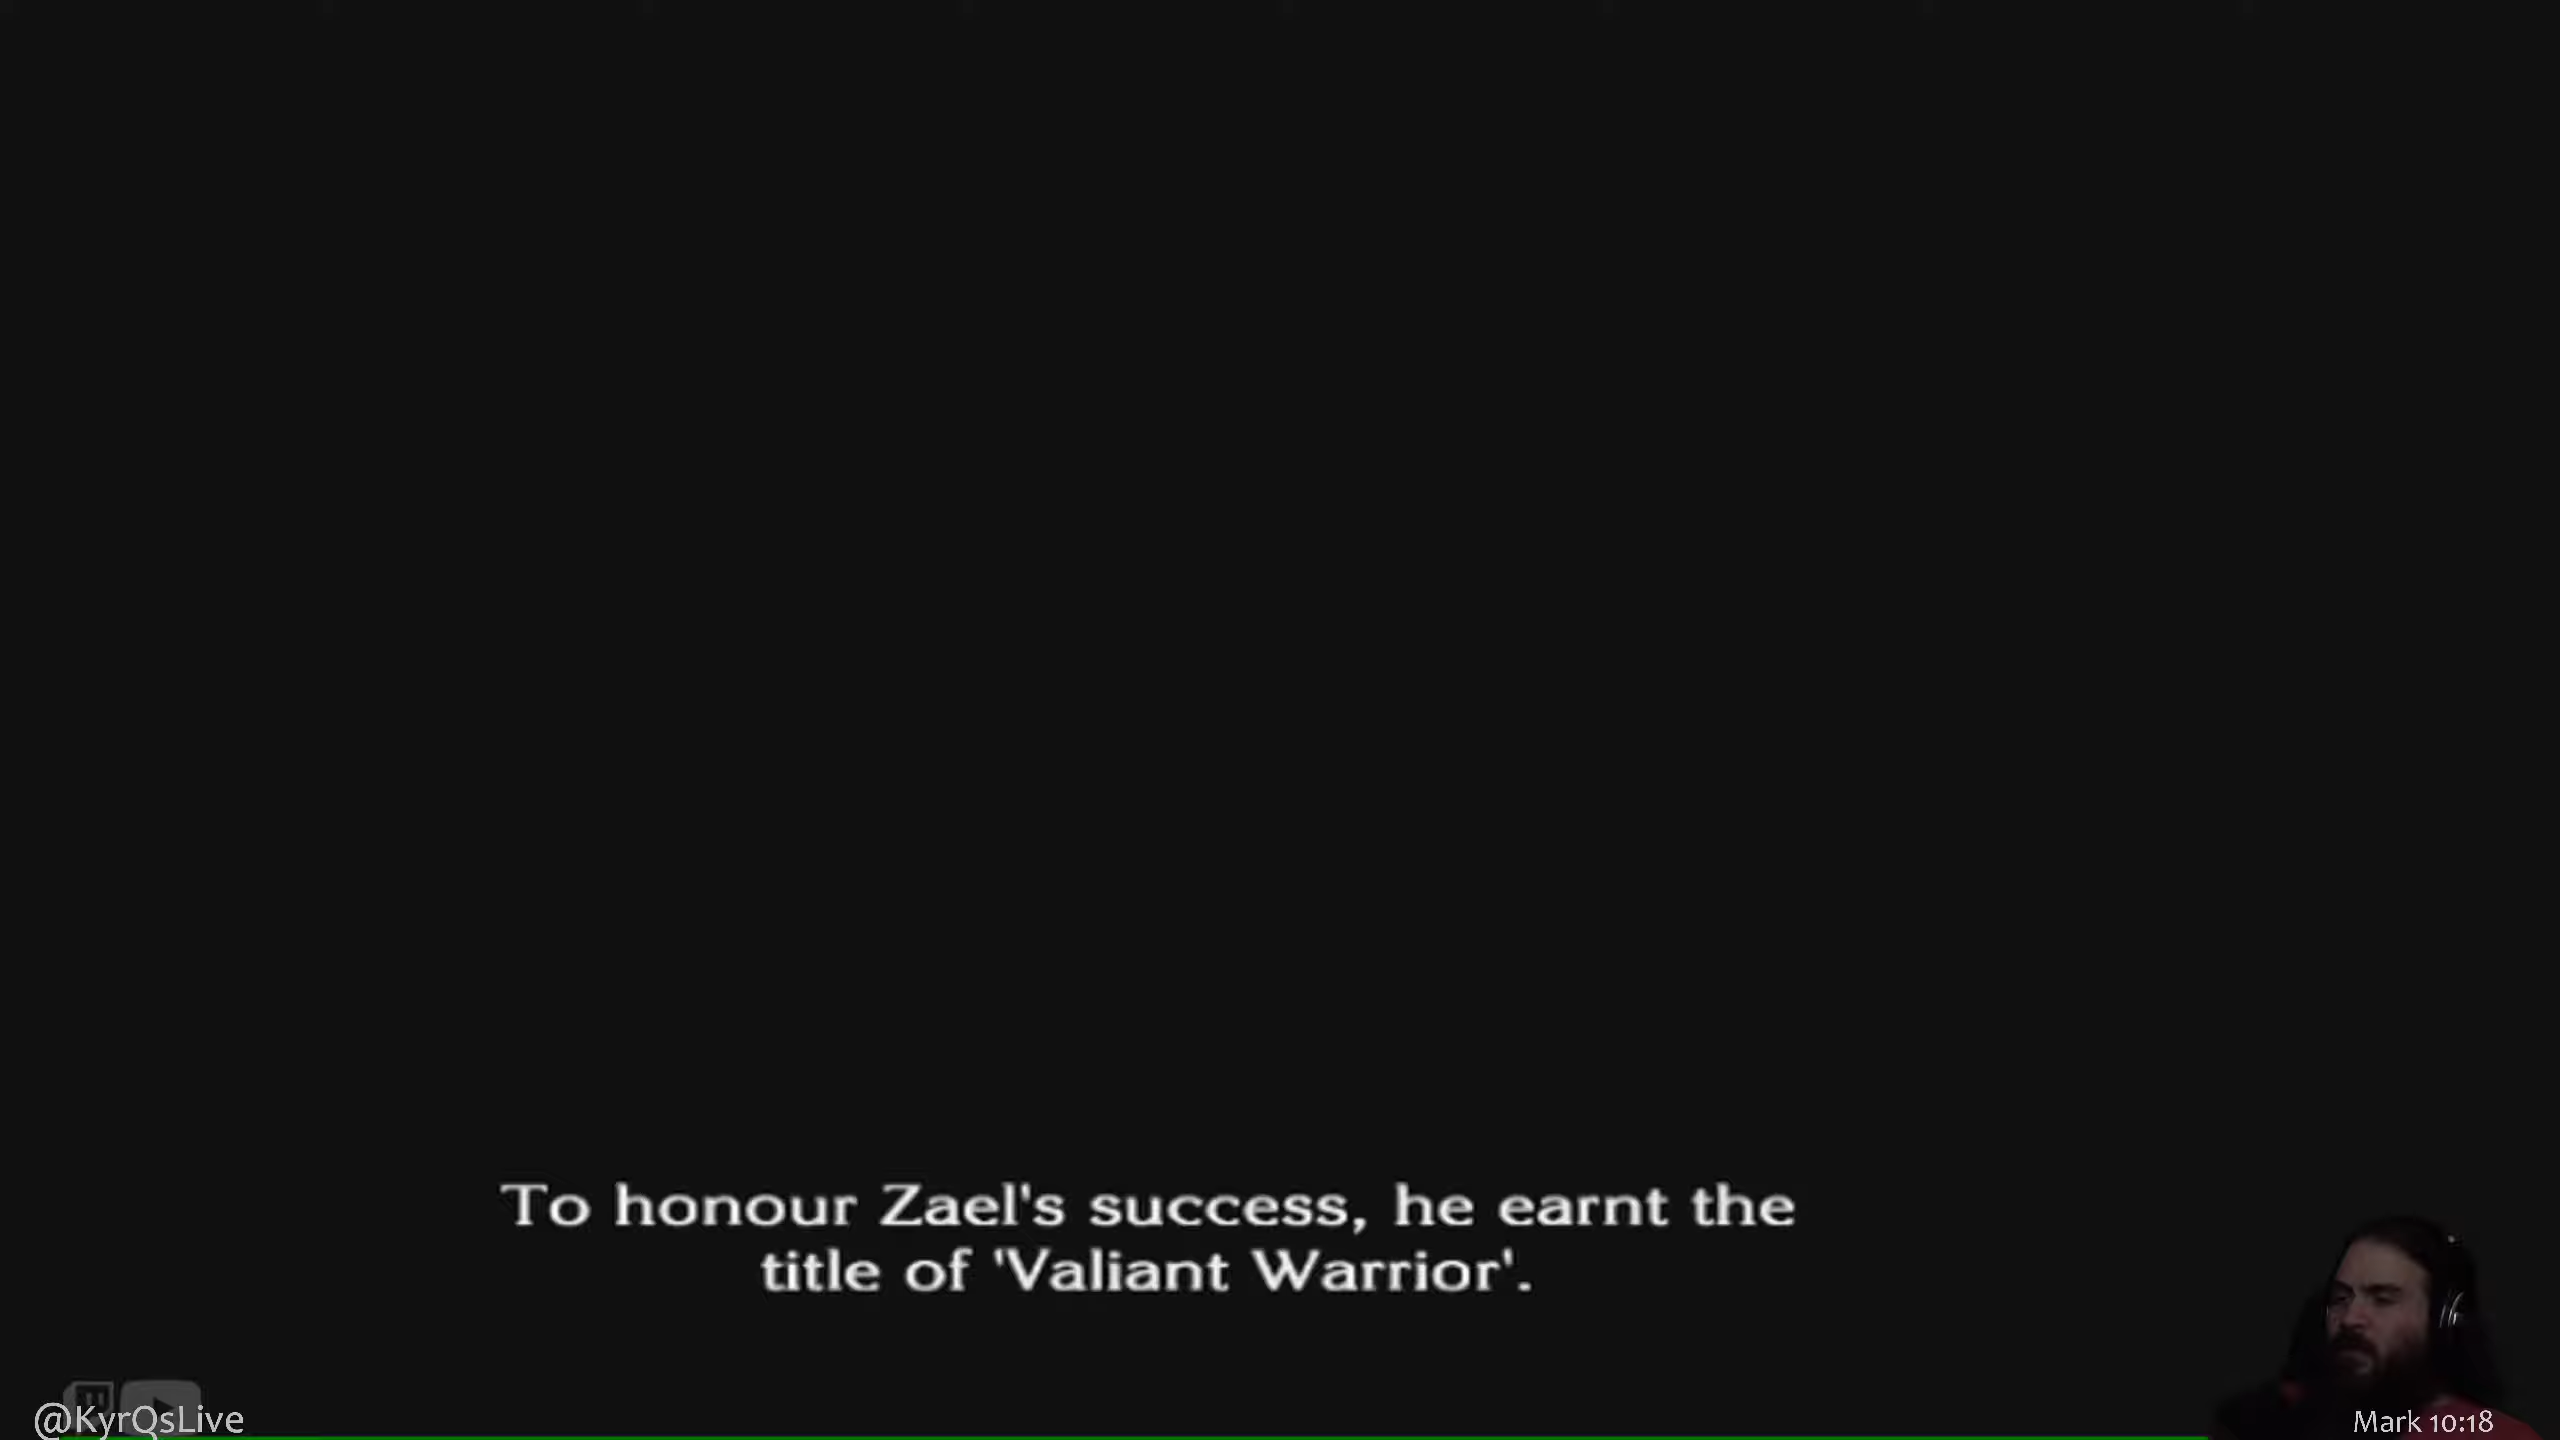 To honour Zael's success, he earnt the
title of 'Valiant Warrior'.
@KyrQsLive
Mark 10:18